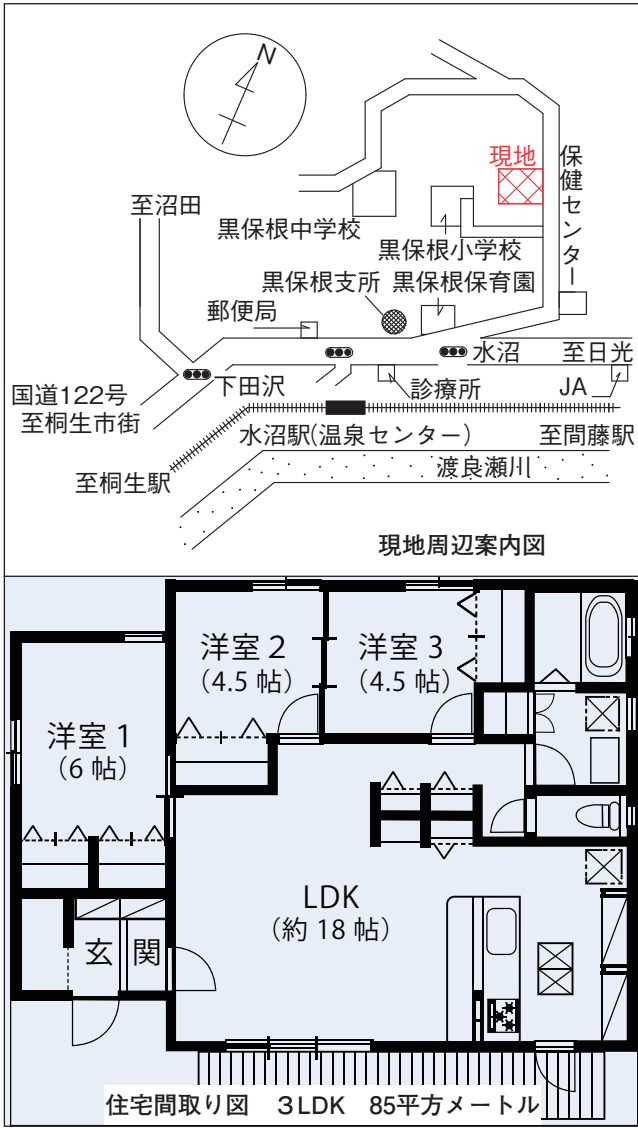 N
現地
保健センター
至沼田
黒保根中学校
黒保根小学校
黒保根支所
黒保根保育園
郵便局
水沼
至日光
国道122号
至桐生市街
下田沢
診療所
JA
水沼駅(温泉センター)
至間藤駅
至桐生駅
渡良瀬川
現地周辺案内図
洋室2
(4.5 帖)
洋室3
(4.5 帖)
洋室1
(6 帖)
LDK
(約 18 帖)
玄関
住宅間取り図 3LDK 85平方メートル